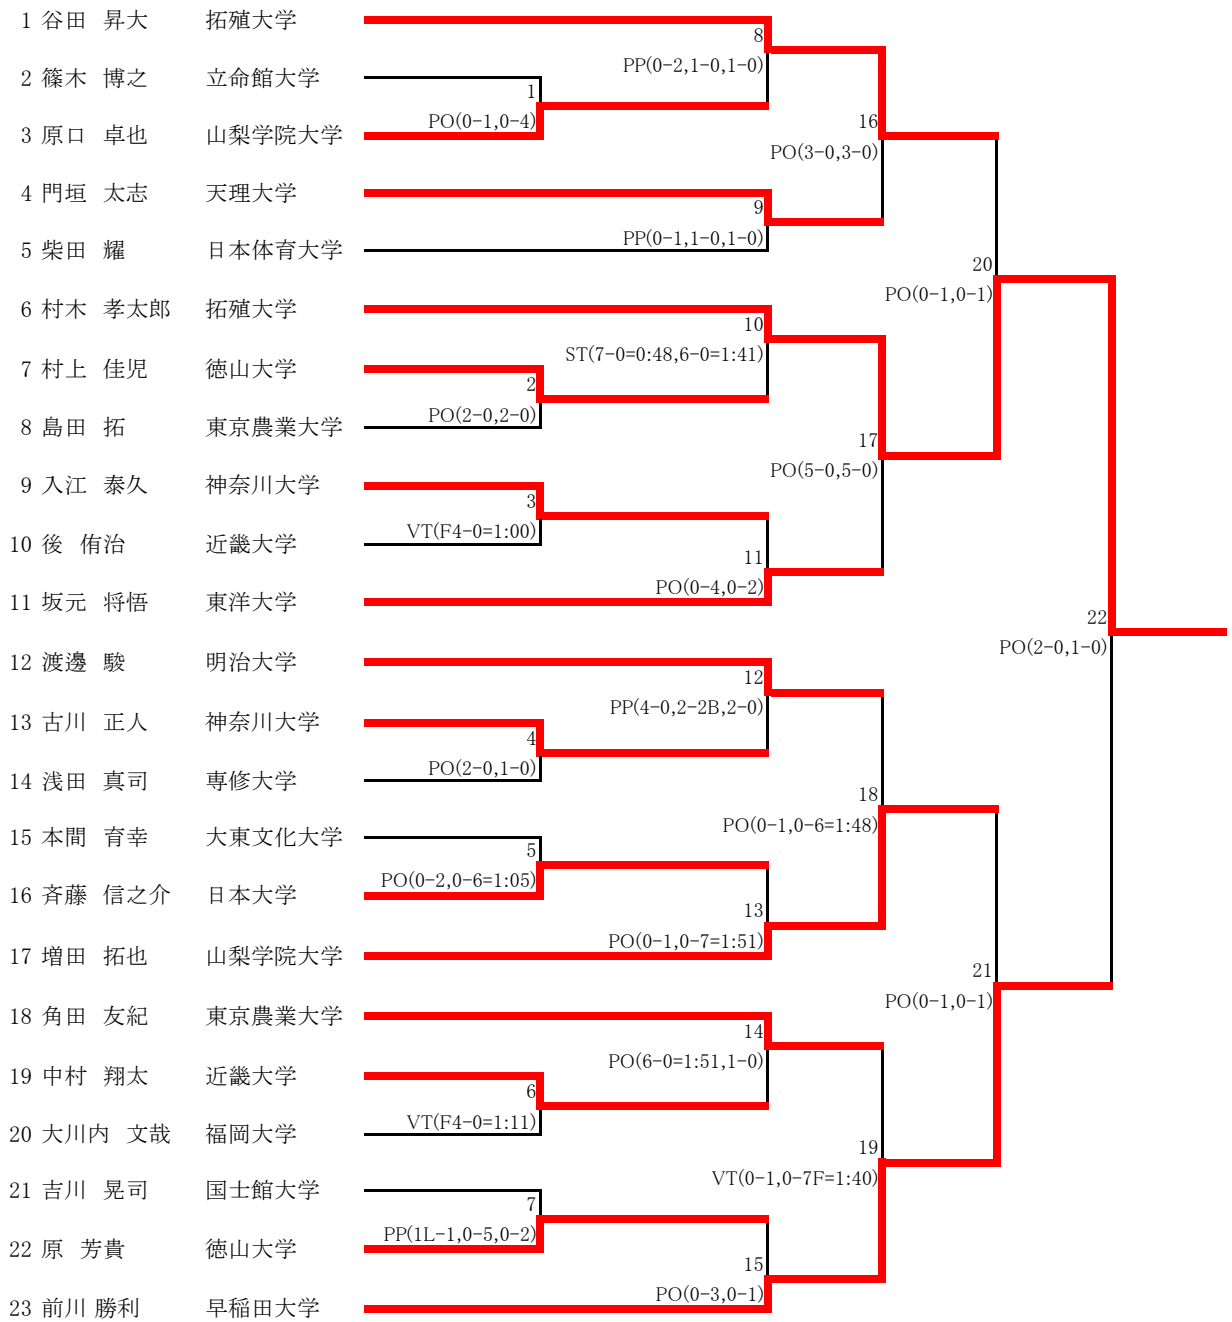 1 谷田 昇大 拓殖大学
8
PP(0-2,1-0,1-0)
2 篠木 博之 立命館大学
1
PO(0-1,0-4)
16
3 原口 卓也 山梨学院大学
PO(3-0,3-0)
4 門垣 太志 天理大学
9
PP(0-1,1-0,1-0)
5 柴田 耀 日本体育大学
20
PO(0-1,0-1)
6 村木 孝太郎 拓殖大学
10
ST(7-0=0:48,6-0=1:41)
7 村上 佳児 徳山大学
2
PO(2-0,2-0)
8 島田 拓 東京農業大学
17
PO(5-0,5-0)
9 入江 泰久 神奈川大学
3
VT(F4-0=1:00)
10 後 侑治 近畿大学
11
PO(0-4,0-2)
11 坂元 将悟 東洋大学
22
PO(2-0,1-0)
12 渡邊 駿 明治大学
12
PP(4-0,2-2B,2-0)
13 古川 正人 神奈川大学
4
PO(2-0,1-0)
14 浅田 真司 専修大学
18
PO(0-1,0-6=1:48)
15 本間 育幸 大東文化大学
5
PO(0-2,0-6=1:05)
16 斉藤 信之介 日本大学
13
PO(0-1,0-7=1:51)
17 増田 拓也 山梨学院大学
21
PO(0-1,0-1)
18 角田 友紀 東京農業大学
14
PO(6-0=1:51,1-0)
19 中村 翔太 近畿大学
6
VT(F4-0=1:11)
20 大川内 文哉 福岡大学
19
VT(0-1,0-7F=1:40)
21 吉川 晃司 国士館大学
7
PP(1L-1,0-5,0-2)
22 原 芳貴 徳山大学
15
PO(0-3,0-1)
23 前川 勝利 早稲田大学